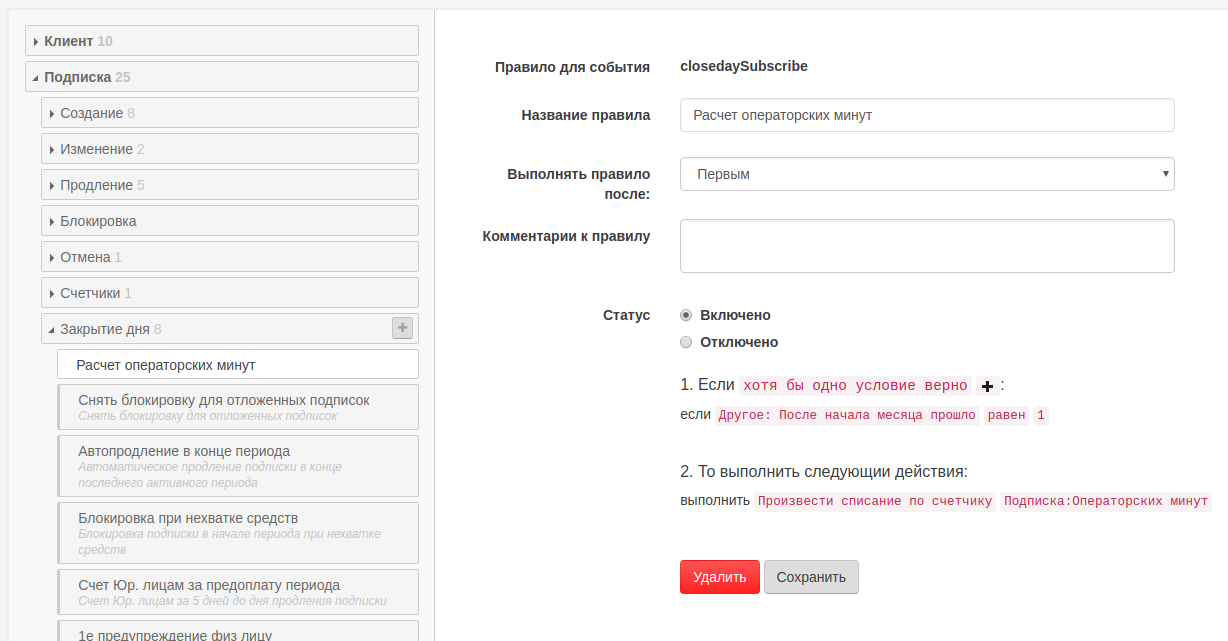 Клиент 10
Подписка 25
Создание 8
Изменение 2
Продление 5
Блокировка
Отмена 1
Счетчики 1
Закрытие дня 8
Расчет операторских минут
Снять блокировку для отложенных подписок
Снять блокировку для отложенных подписок
Автопродление в конце периода
Автоматическое продление подписки в конце
последнего активного периода
Блокировка при нехватке средств
Блокировка подписки в начале периода при нехватке
средств
Счет Юр. лицам за предоплату периода
Счет Юр. лицам за 5 дней до дня продления подписки
1е предупреждение физ лицу
Правило для события closedaySubscribe
Название правила Расчет операторских минут
Выполнять правило
после: Первым
Комментарии к правилу
Статус Включено
Отключено
1. Если хотя бы одно условие верно +:
если Другое: После начала месяца прошло равен 1
2. То выполнить следующии действия:
выполнить Произвести списание по счетчику Подписка:Операторских минут
Удалить Сохранить